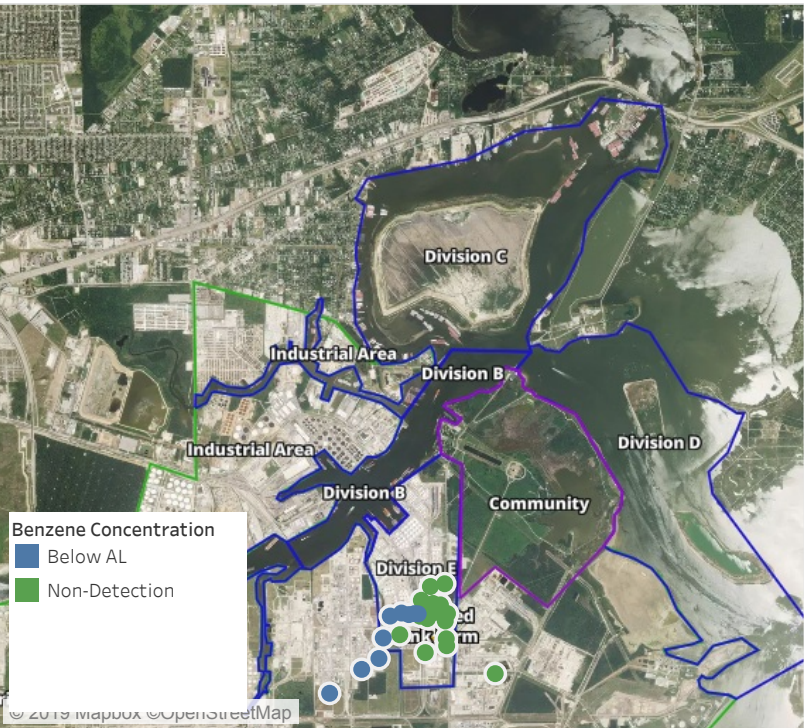 Division C
Industrial Area
Division B
Division D
Industrial Area
Division B
Community
Benzene Concentration
Below AL
Non-Detection
Division E
© 2019 Mapbox ©OpenStreetMap